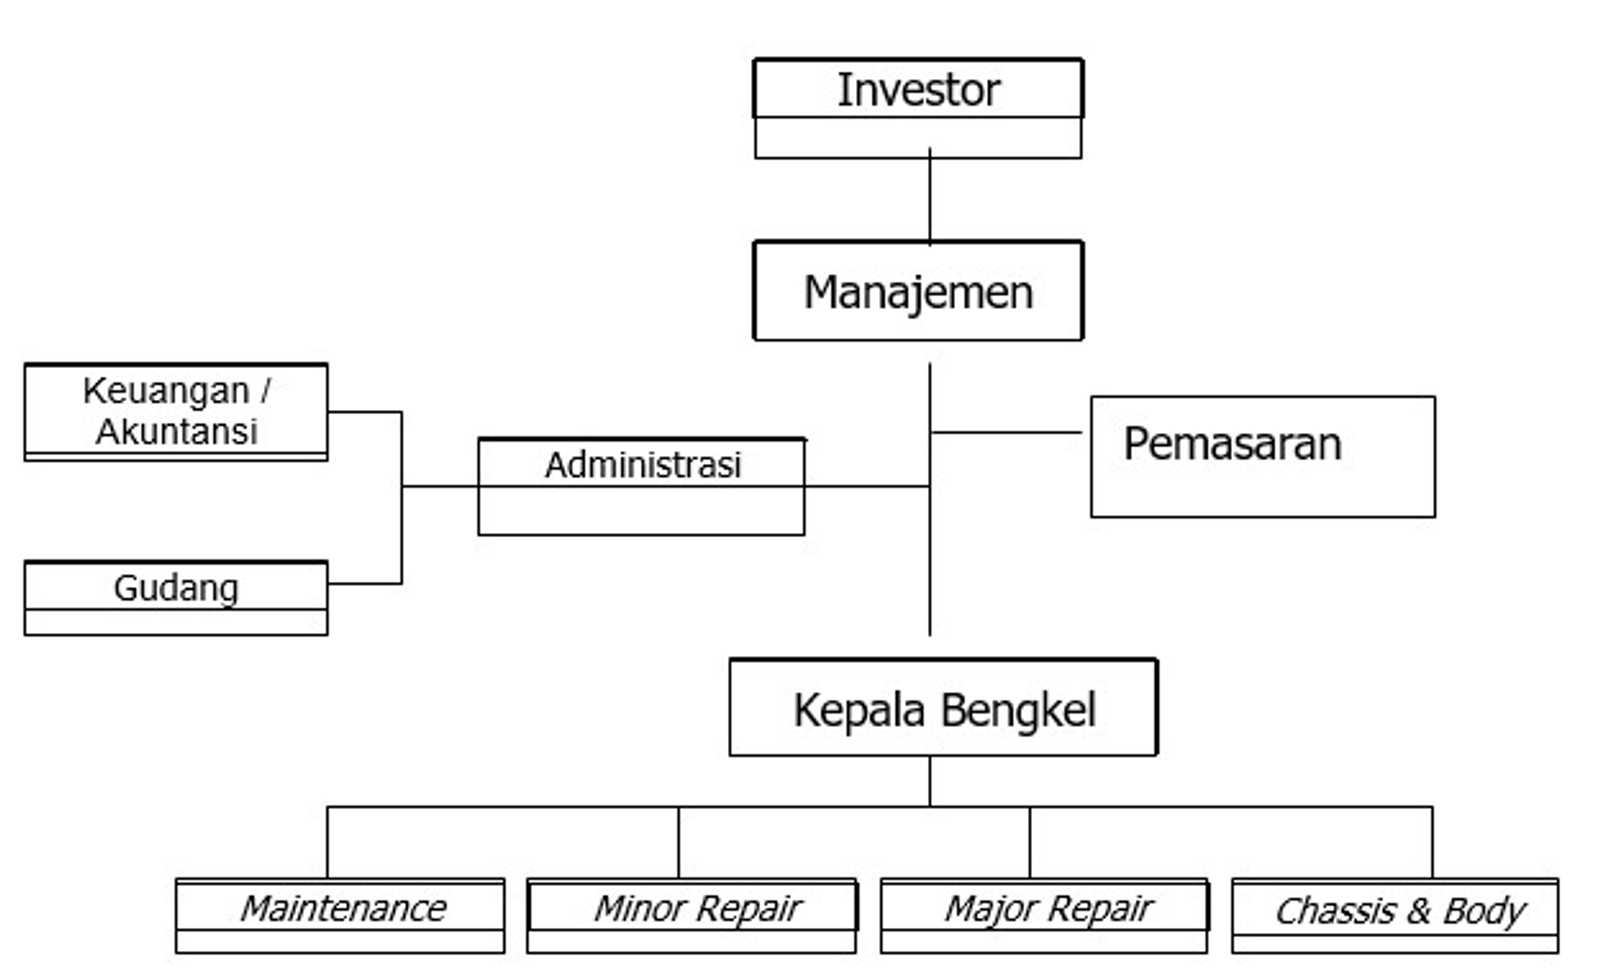 Investor
Manajemen
Keuangan /
Akuntansi
Administrasi
Pemasaran
Gudang
Kepala Bengkel
Maintenance
Minor Repair
Major Repair
Chassis & Body